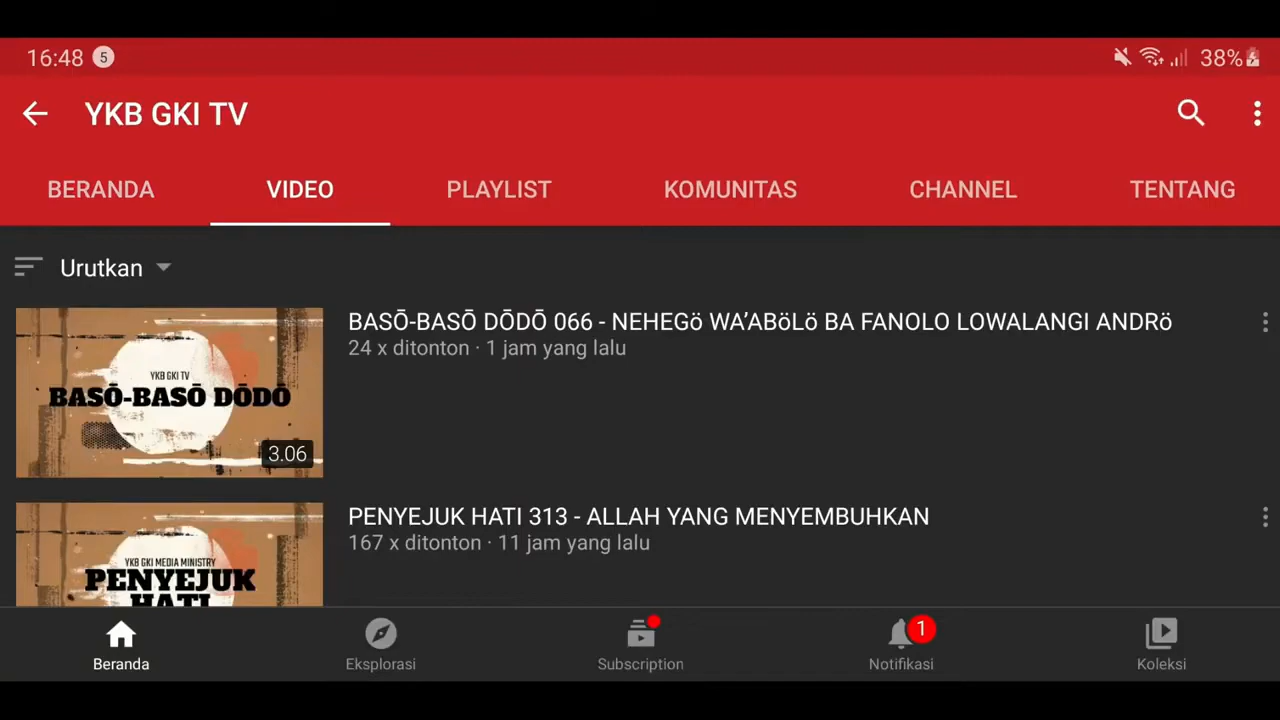 16:48 5 38%
YKB GKI TV
BERANDA VIDEO PLAYLIST KOMUNITAS CHANNEL TENTANG
Urutkan
BASŌ-BASŌ DŌDŌ 066 - NEHEGö WA’ABöLö BA FANOLO LOWALANGI ANDRö
24 x ditonton · 1 jam yang lalu
YKB GKI TV
BASŌ-BASŌ DŌDŌ
3.06
PENYEJUK HATI 313 - ALLAH YANG MENYEMBUHKAN
167 x ditonton · 11 jam yang lalu
YKB GKI MEDIA MINISTRY
PENYEJUK
HATI
1
Beranda Eksplorasi Subscription Notifikasi Koleksi